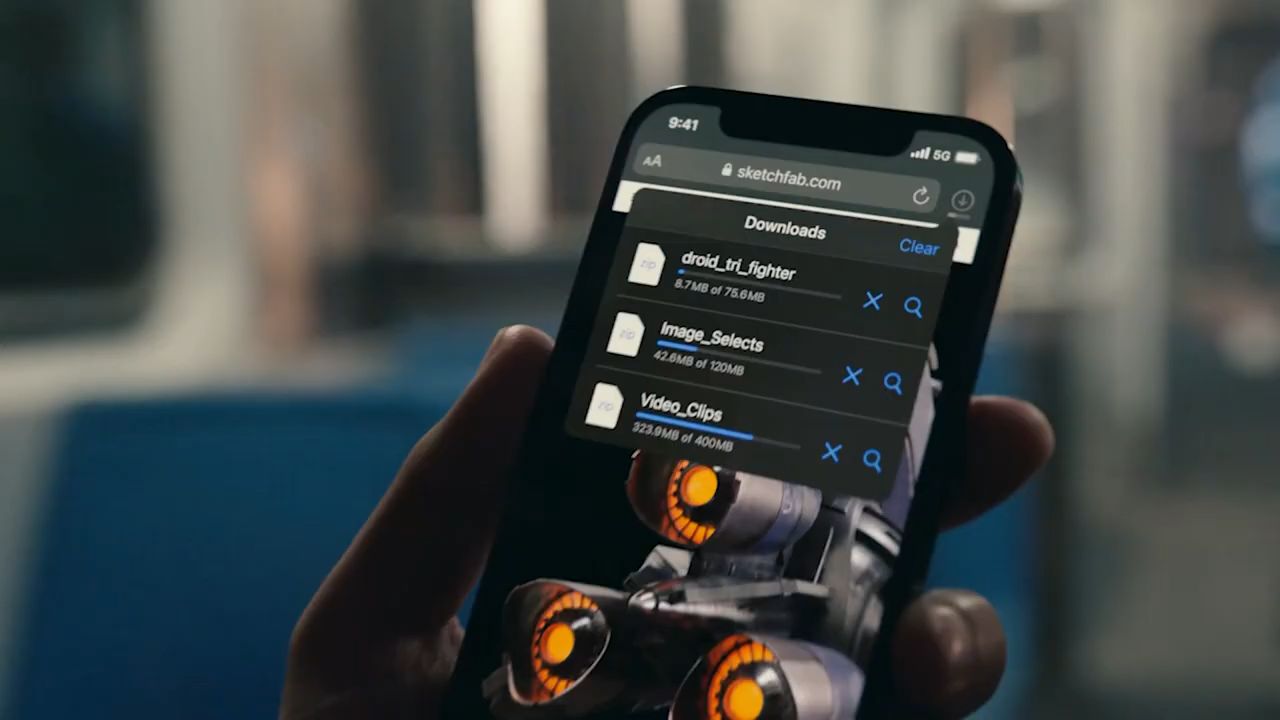 9:41
5G
AA
sketchfab.com
Downloads
Clear
zip
droid_tri_fighter
8.7MB of 75.6MB
zip
Image_Selects
42.6MB of 120MB
zip
Video_Clips
323.9MB of 400MB